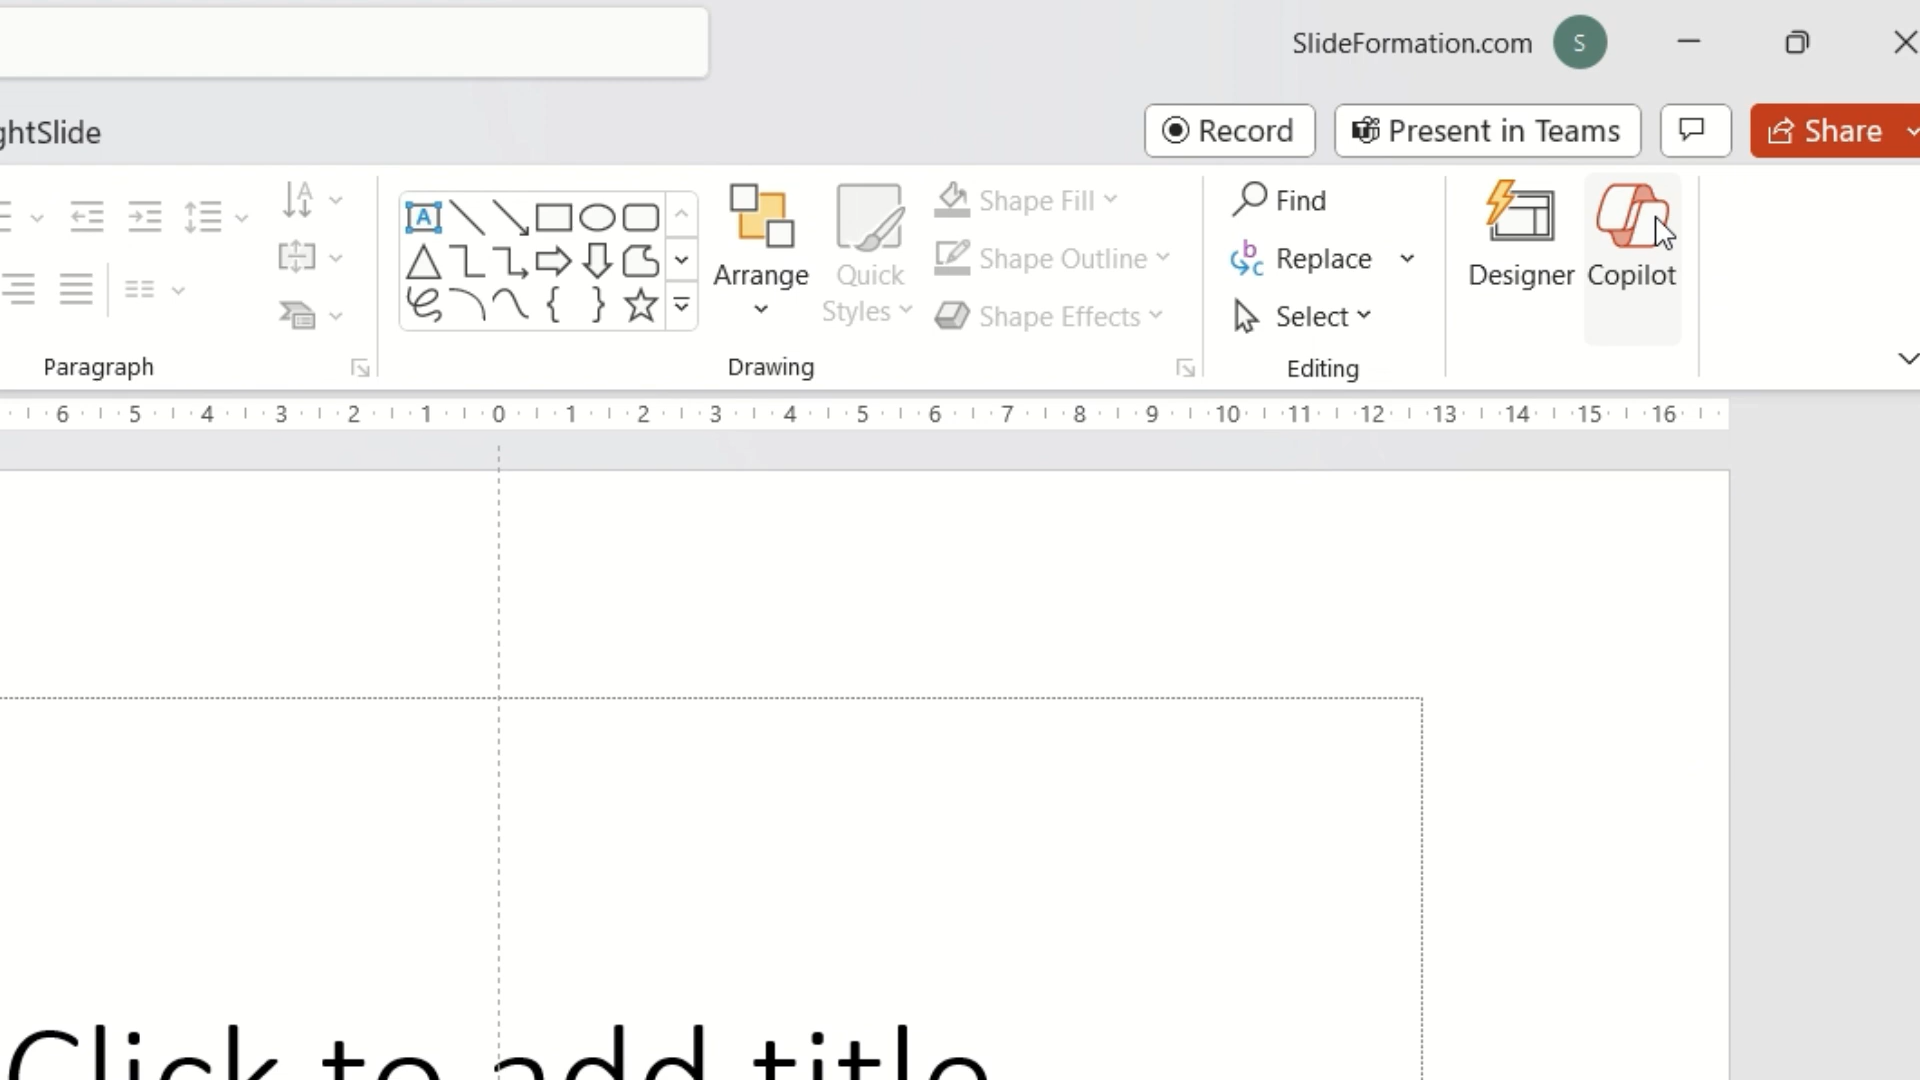 SlideFormation.com S
ghtSlide
Record
Present in Teams
Share
A
Arrange
Quick
Styles
Shape Fill
Shape Outline
Shape Effects
Find
Replace
Select
Designer
Copilot
Paragraph
Drawing
Editing
6 5 4 3 2 1 0 1 2 3 4 5 6 7 8 9 10 11 12 13 14 15 16
Click to add title